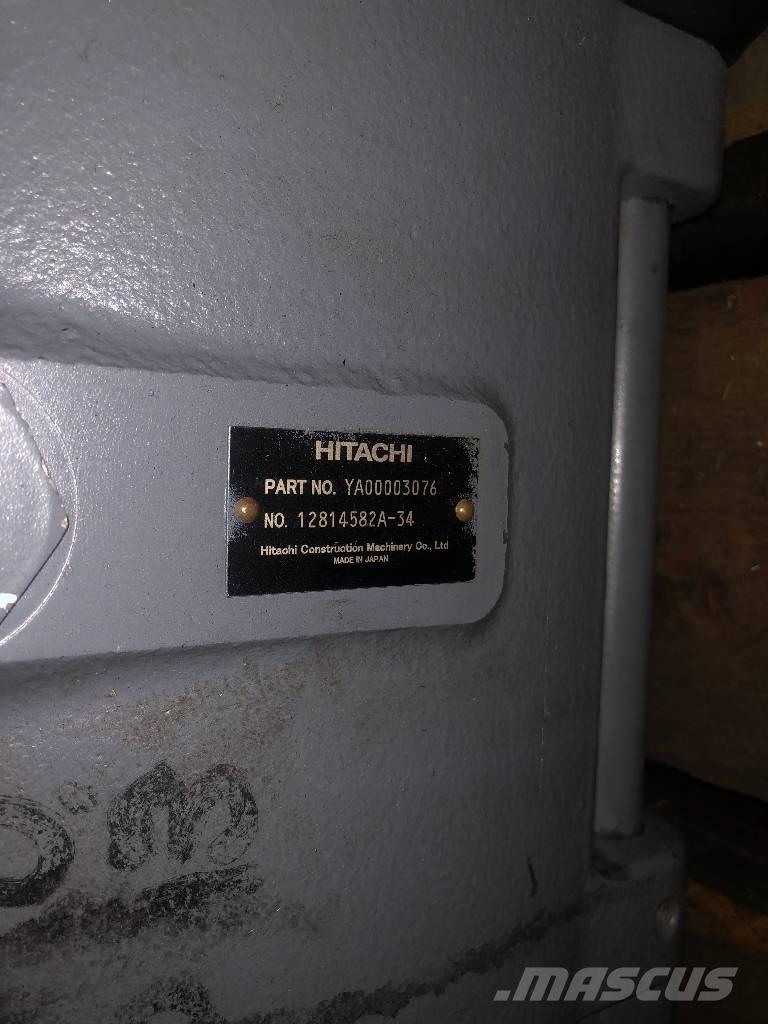 HITACHI
PART NO. YA00003076
NO. 12814582A-34
Hitachi Construction Machinery Co., Ltd
MADE IN JAPAN
MASCUS